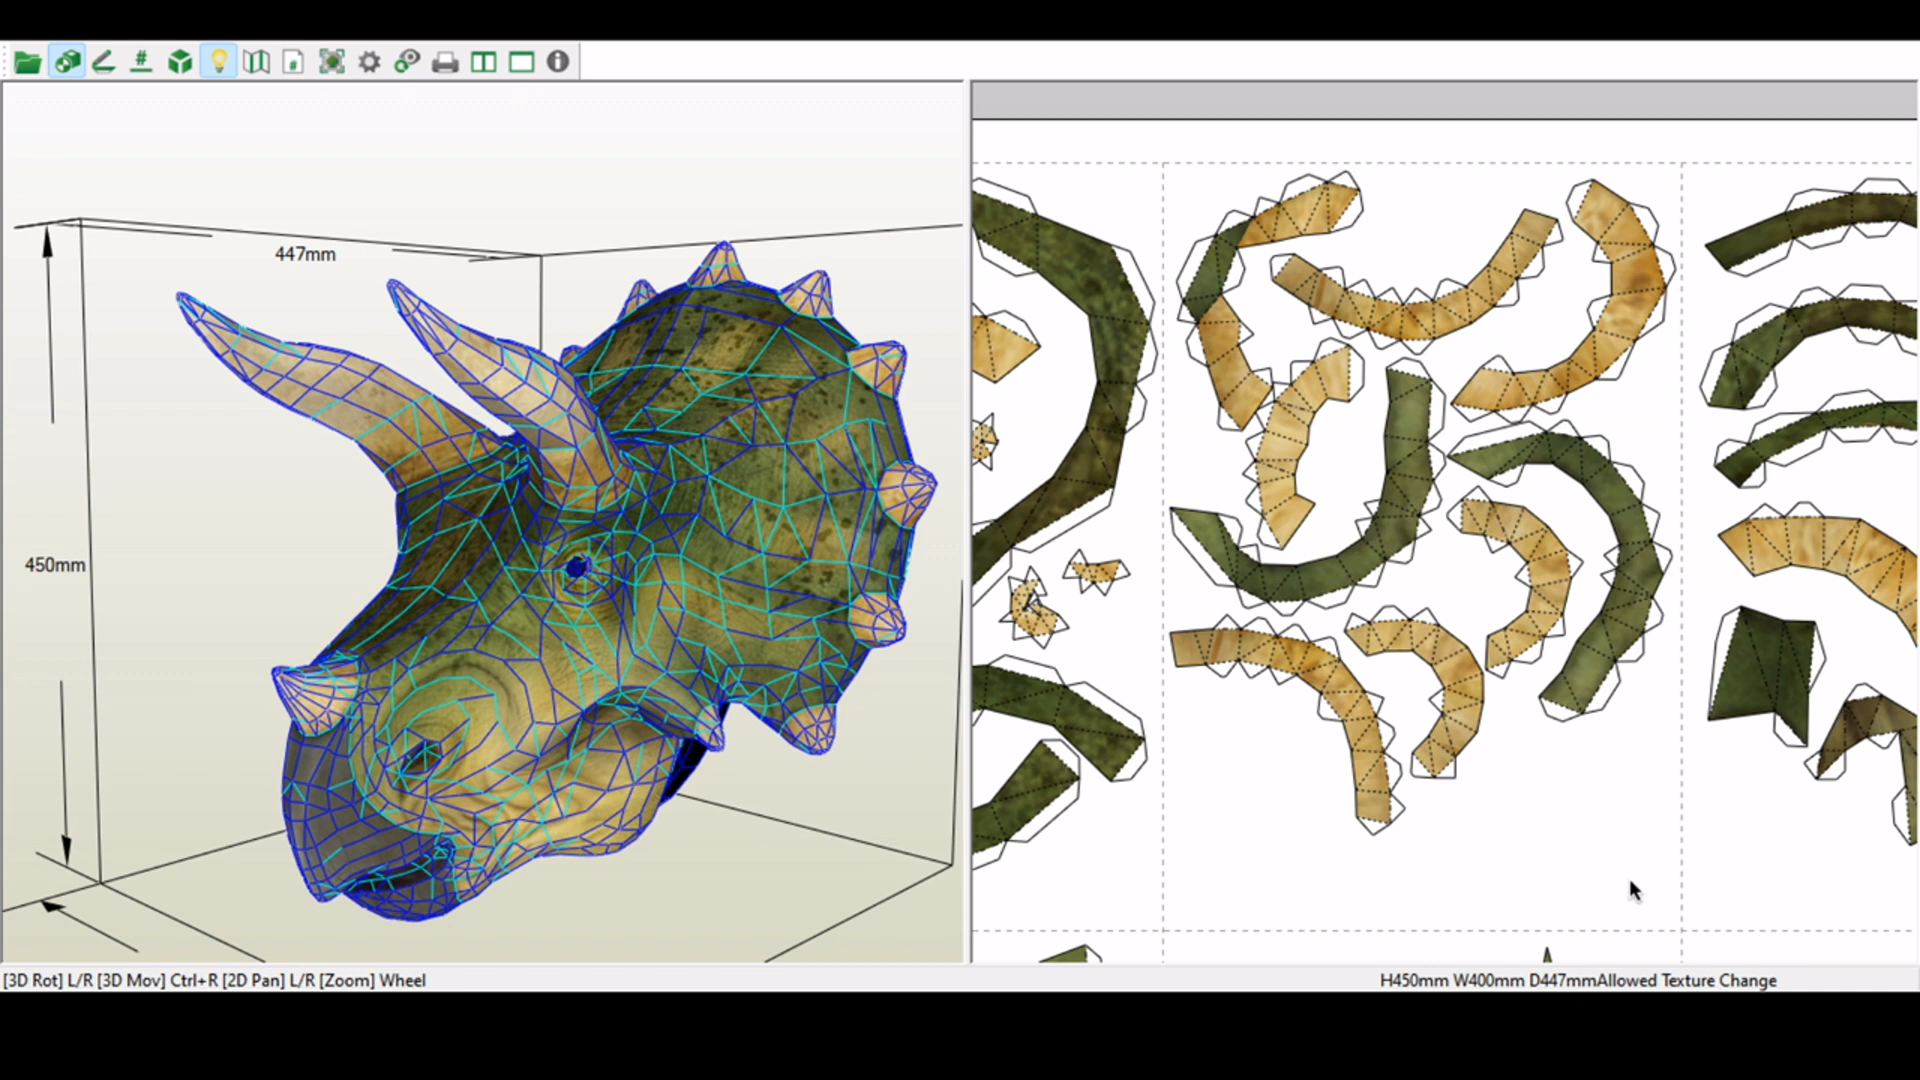 447mm
450mm
[3D Rot] L/R [3D Mov] Ctrl+R [2D Pan] L/R [Zoom] Wheel
H450mm W400mm D447mmAllowed Texture Change